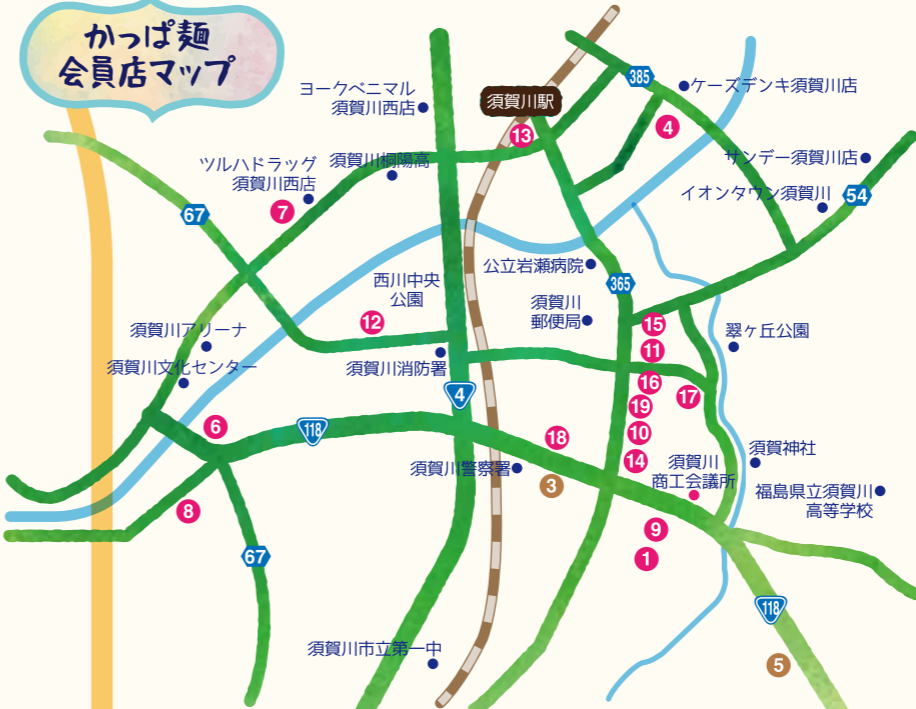 かっぱ麺
会員店マップ
ヨークベニマル
須賀川西店
須賀川駅
385
ケーズデンキ須賀川店
13
4
ツルハドラッグ
須賀川西店
須賀川桐陽高
サンデー須賀川店
イオンタウン須賀川
54
7
67
公立岩瀬病院
365
西川中央
公園
須賀川
郵便局
12
15
須賀川アリーナ
翠ヶ丘公園
11
須賀川文化センター
須賀川消防署
16
4
17
19
6
118
18
10
須賀神社
14
須賀川警察署
須賀川
商工会議所
3
福島県立須賀川
高等学校
8
9
67
1
118
須賀川市立第一中
5